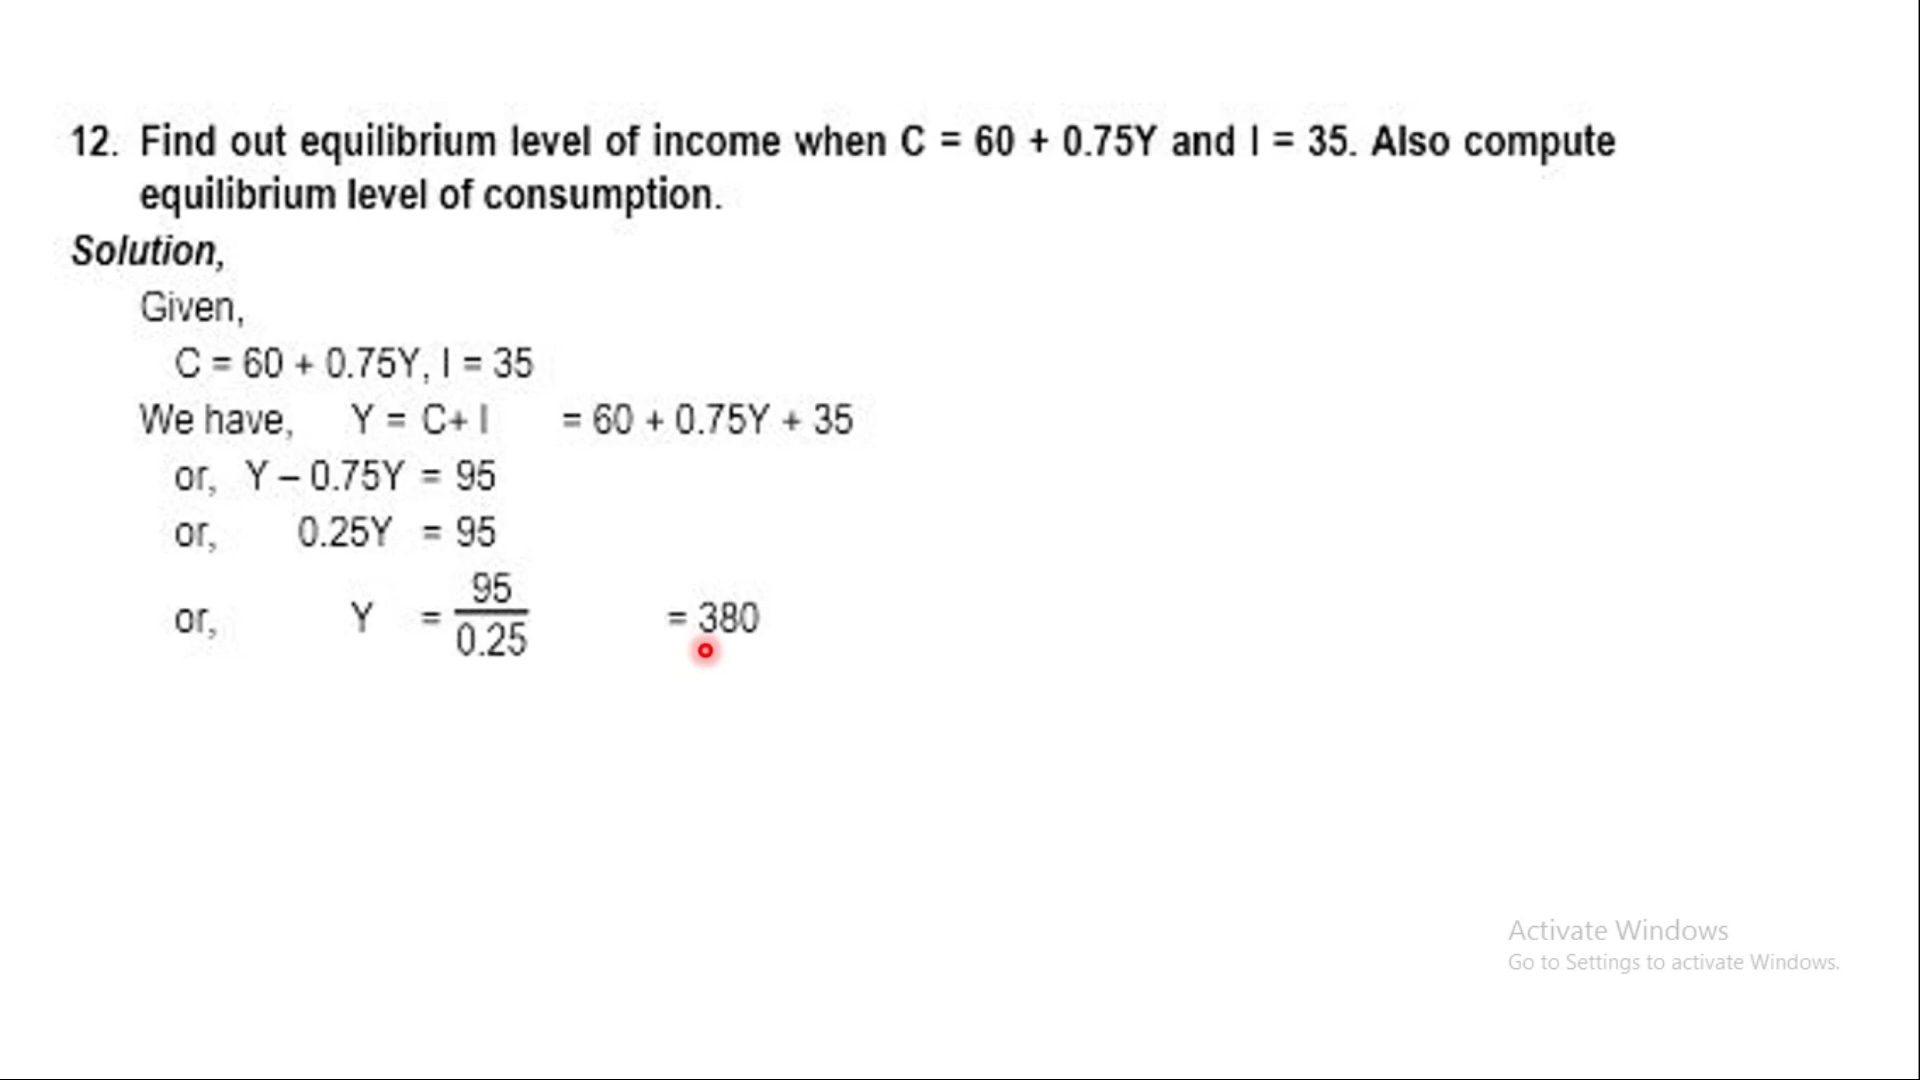 12. Find out equilibrium level of income when C = 60 + 0.75Y and I = 35. Also compute
equilibrium level of consumption.
Solution,
Given,
C = 60 + 0.75Y, I = 35
We have, Y = C+ I = 60 + 0.75Y + 35
or, Y – 0.75Y = 95
or, 0.25Y = 95
or, Y = 95/0.25 = 380
Activate Windows
Go to Settings to activate Windows.